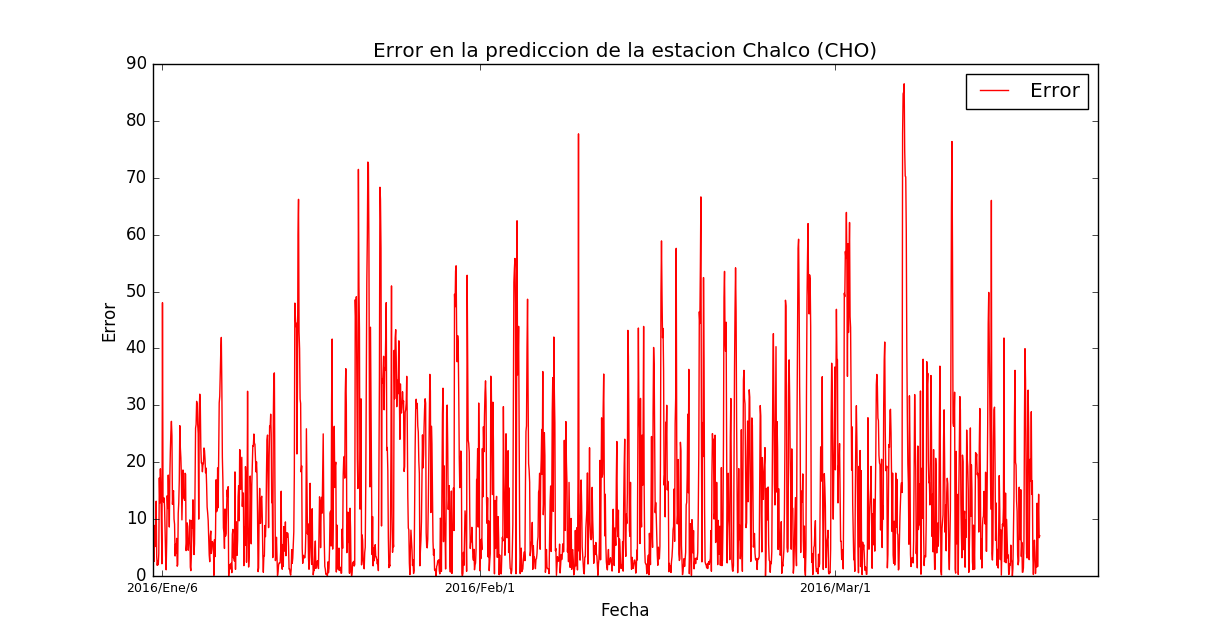 Error en la prediccion de la estacion Chalco (CHO)
Error
90
80
70
60
50
40
30
20
10
0
Error
2016/Ene/6
2016/Feb/1
2016/Mar/1
Fecha